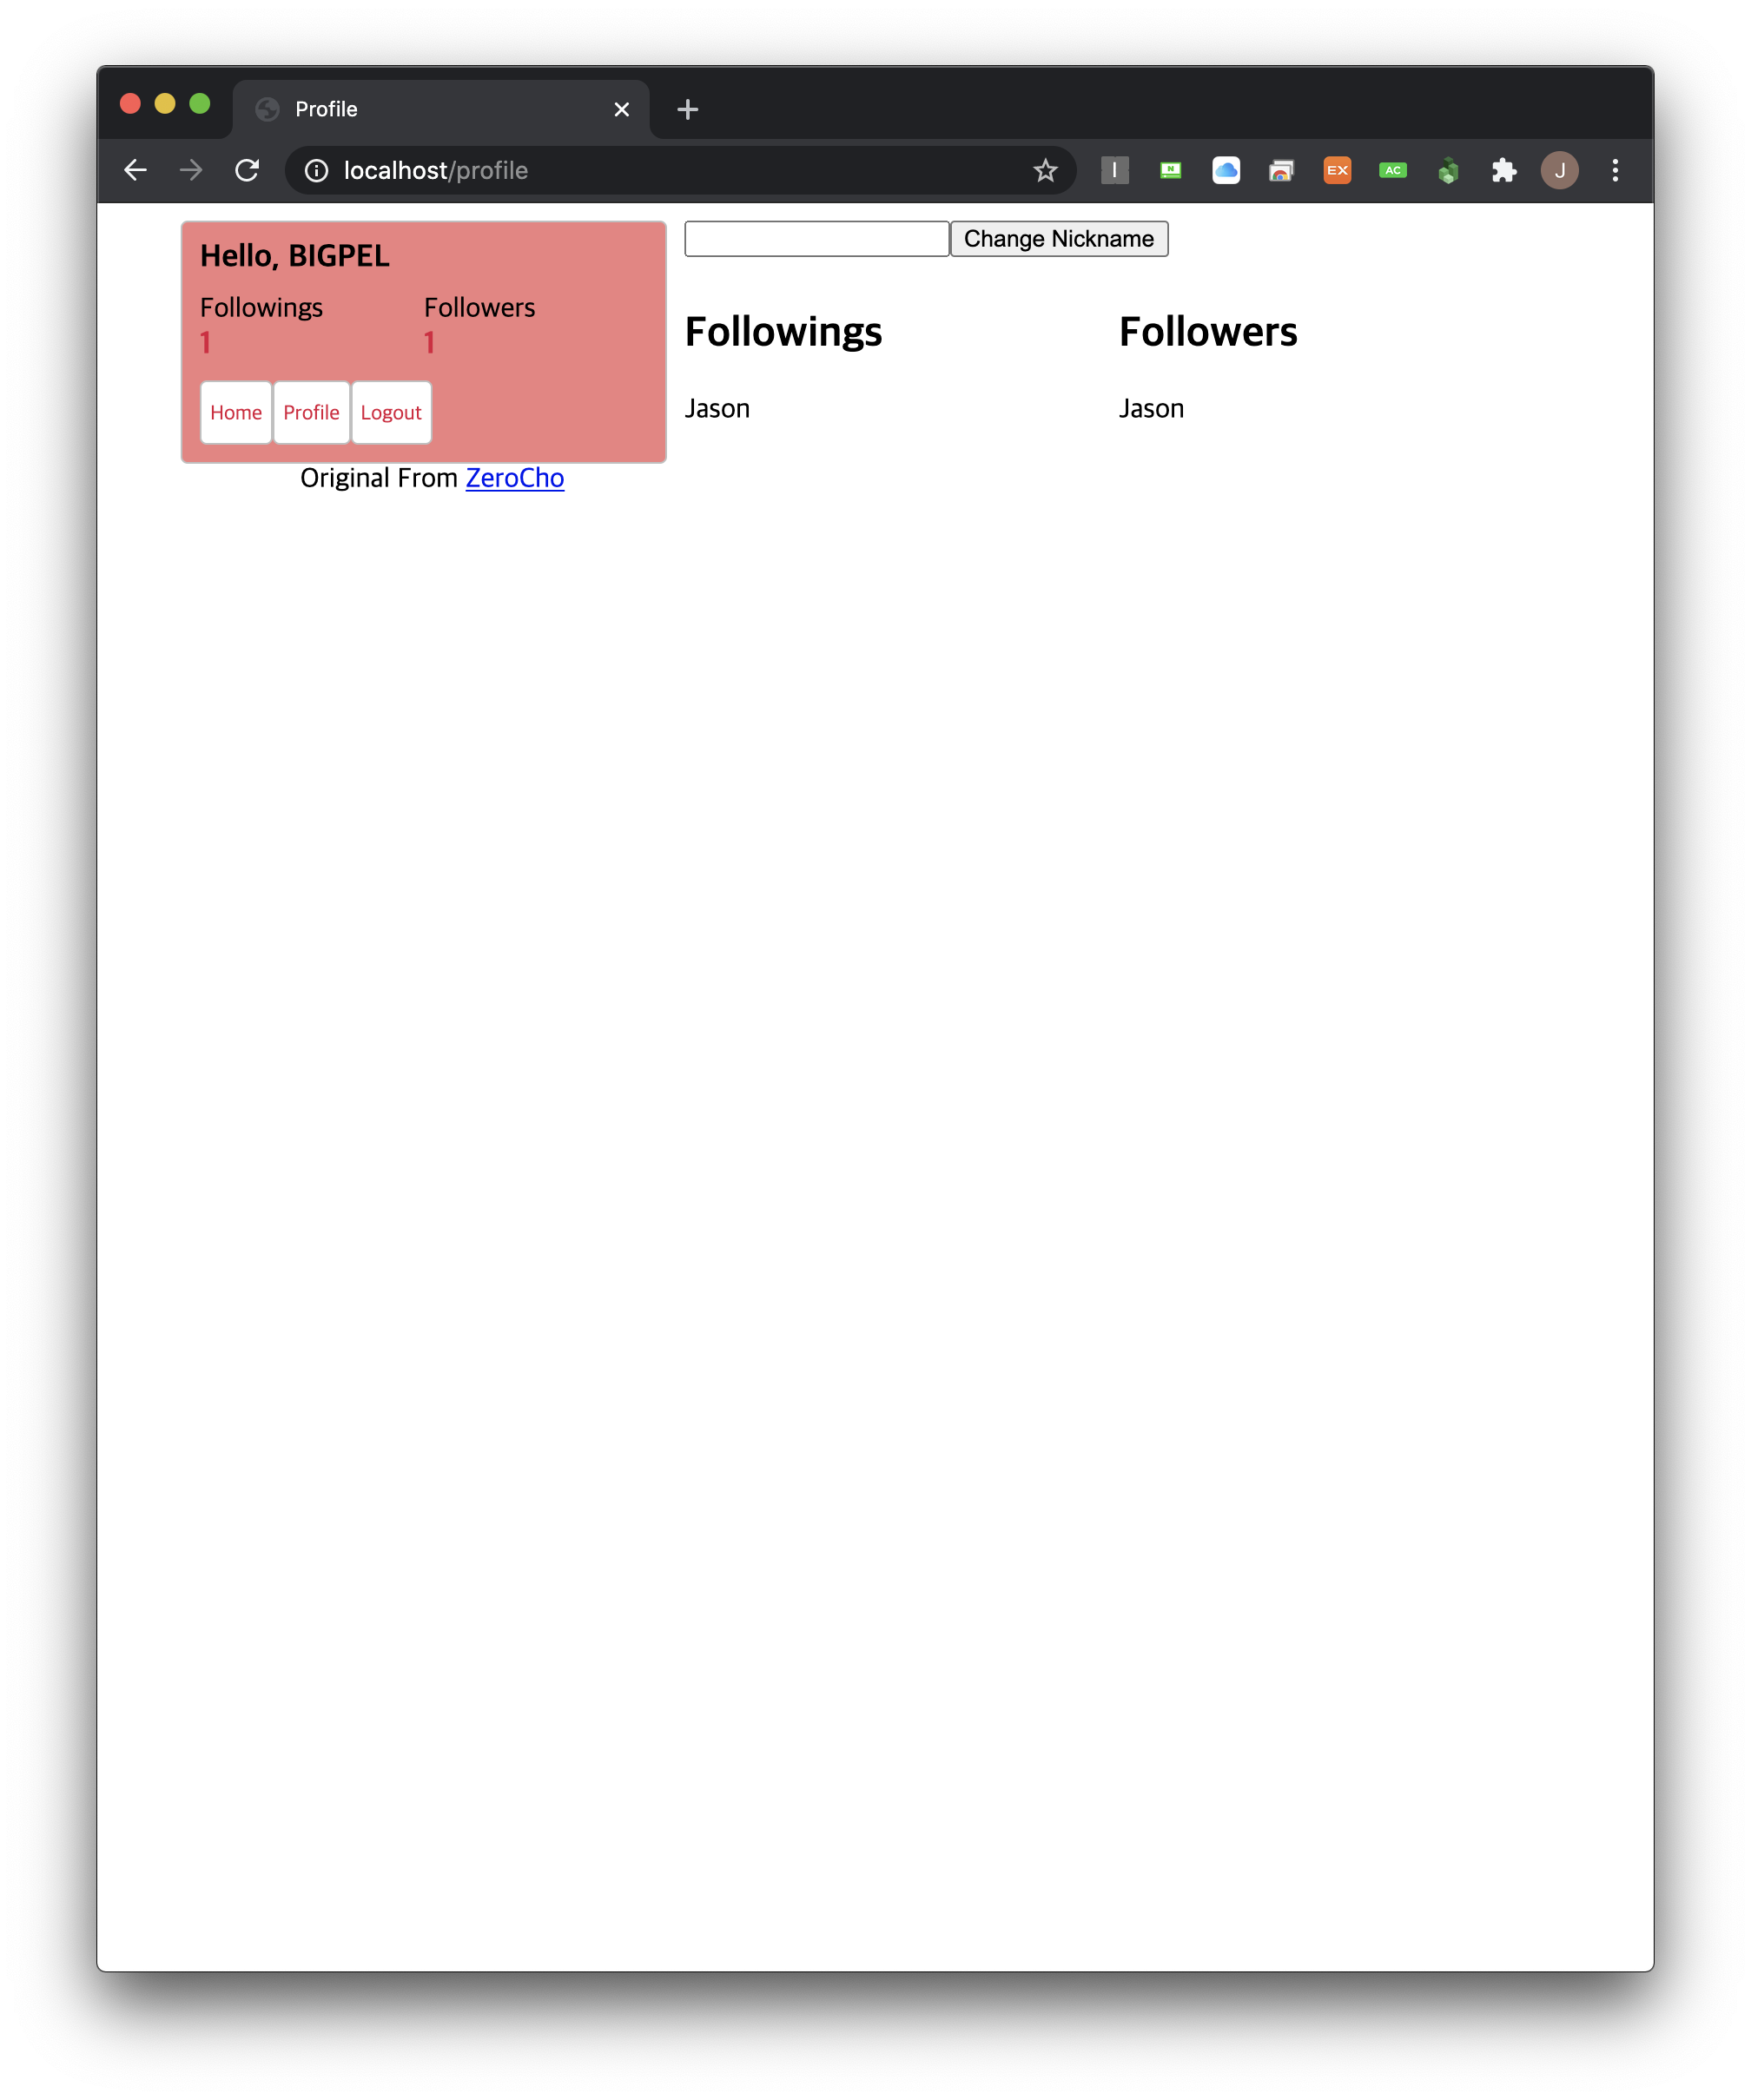 Profile
localhost/profile
EX
AC
J
Hello, BIGPEL
Followings Followers
1 1
Home Profile Logout
Original From ZeroCho
Change Nickname
Followings Followers
Jason Jason